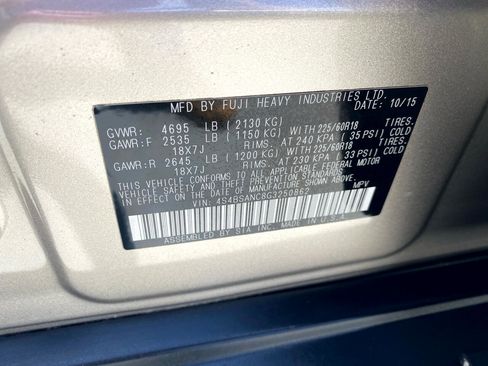 MFD BY FUJI HEAVY INDUSTRIES LTD.
DATE: 10/15
GVWR: 4695 LB (2130 KG)
GAWR:F 2535 LB (1150 KG) WITH 225/60R18 TIRES.
18X7J RIMS. AT 240 KPA (35 PSI) COLD
GAWR:R 2645 LB (1200 KG) WITH 225/60R18 TIRES.
18X7J RIMS. AT 230 KPA (33 PSI) COLD
THIS VEHICLE CONFORMS TO ALL APPLICABLE FEDERAL MOTOR
VEHICLE SAFETY STANDARDS IN EFFECT ON THE DATE OF
MANUFACTURE SHOWN ABOVE.
VIN: 4S4BSANC8G3250862 MPV
ASSEMBLED BY SIA INC. MADE IN U.S.A.